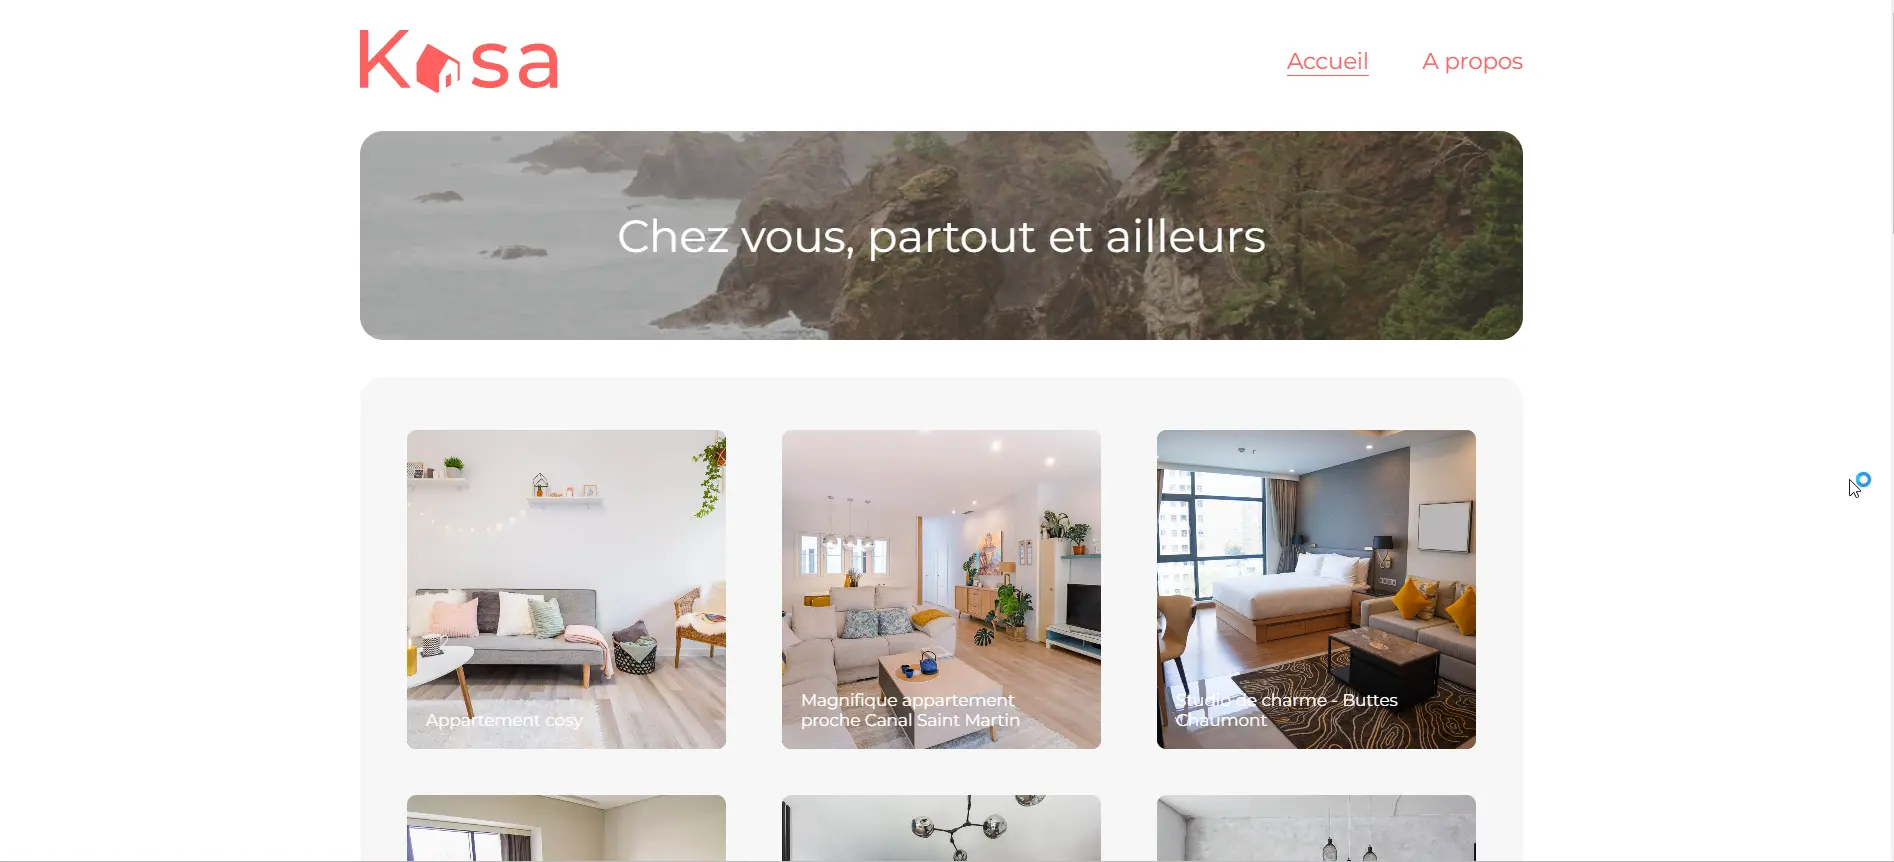 Kasa
Accueil
A propos
Chez vous, partout et ailleurs
Appartement cosy
Magnifique appartement
proche Canal Saint Martin
Studio de charme - Buttes
Chaumont